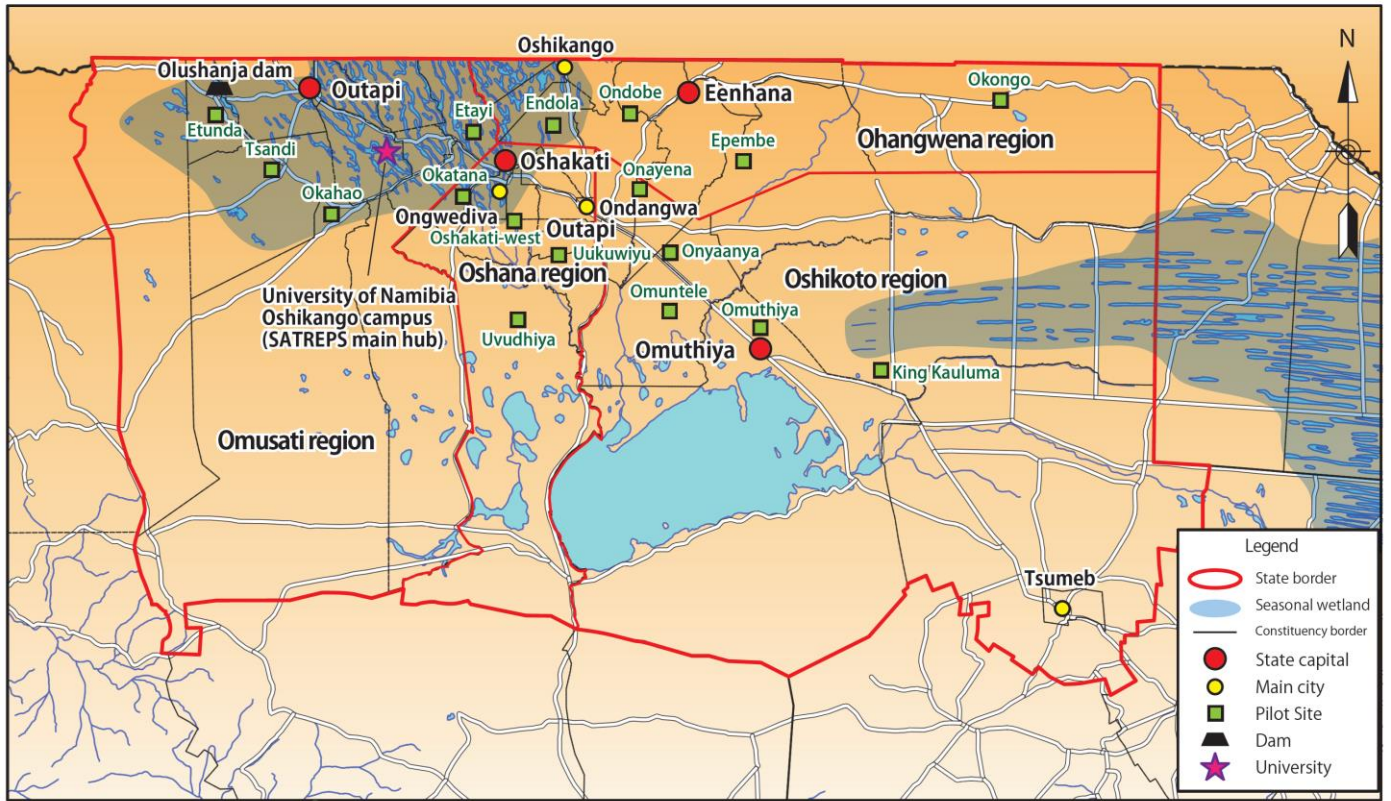 Oshikango
N
Olushanja dam
Outapi
Eenhana
Okongo
Etunda
Etayi
Endola
Ondobe
Ohangwena region
Tsandi
Oshakati
Epembe
Okatana
Onayena
Okahao
Ongwediva
Ondangwa
Oshakati-west
Outapi
Uukuwiyu
Onyaanya
Oshana region
Oshikoto region
University of Namibia
Oshikango campus
(SATREPS main hub)
Omuntele
Omuthiya
Uvudhiya
Omuthiya
King Kauluma
Omusati region
Tsumeb
Legend
State border
Seasonal wetland
Constituency border
State capital
Main city
Pilot Site
Dam
University